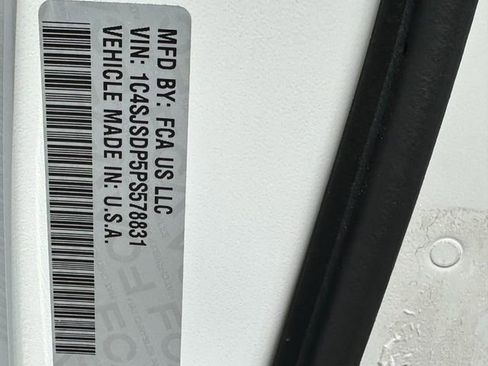 MFD BY: FCA US LLC
VIN: 1C4SJSDP5PS578831
VEHICLE MADE IN: U.S.A.